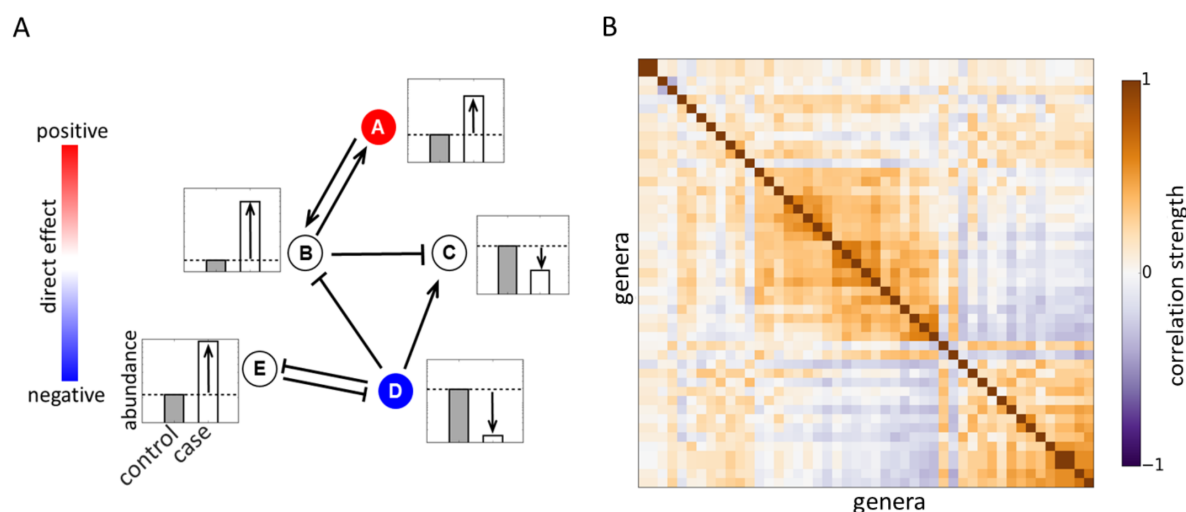 A
B
positive
direct effect
negative
A
B
C
D
E
abundance
control
case
genera
genera
1
0
−1
correlation strength